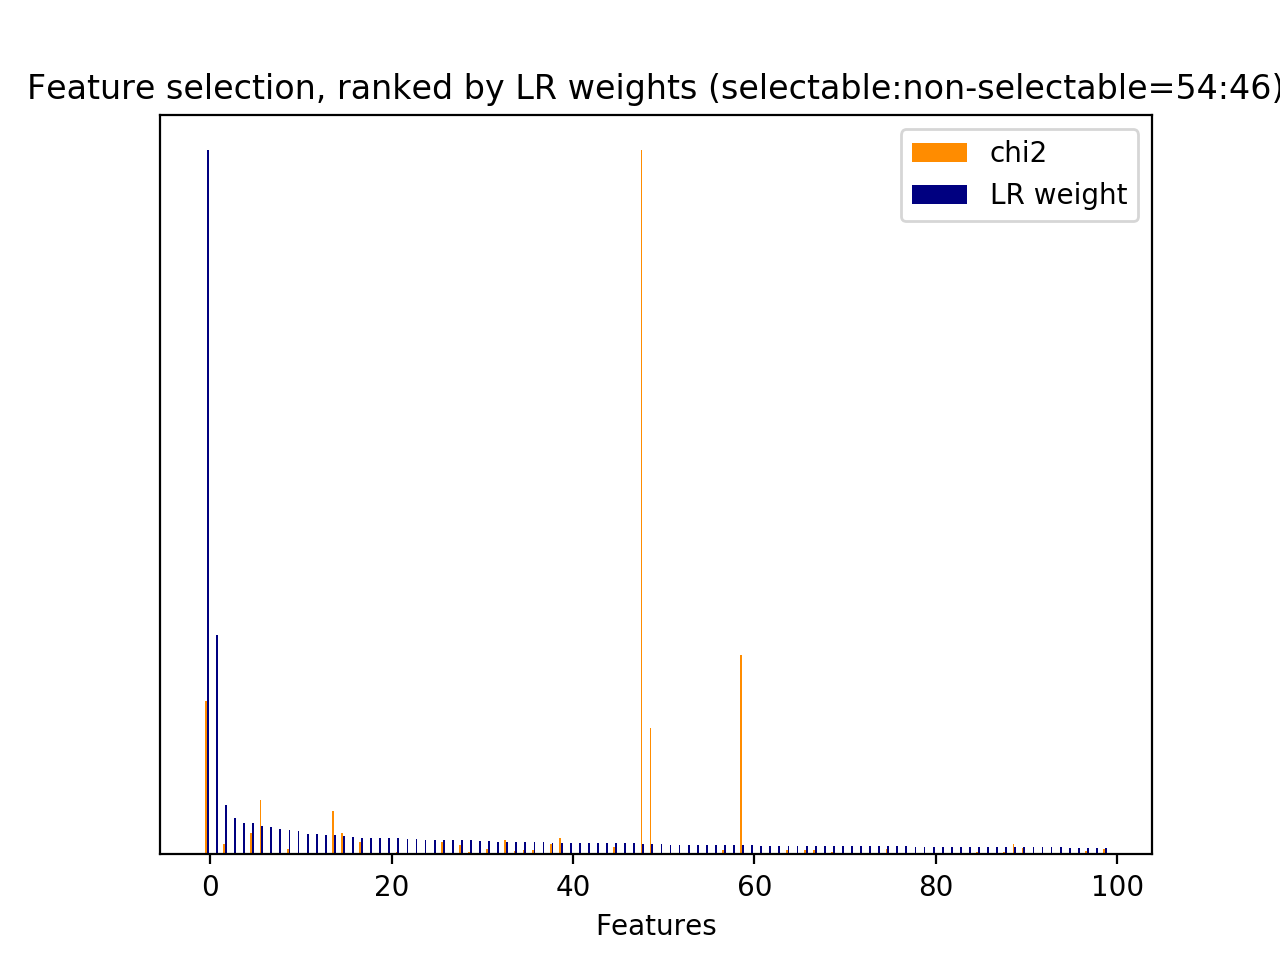 Feature selection, ranked by LR weights (selectable:non-selectable=54:46)
chi2
LR weight
0 20 40 60 80 100
Features